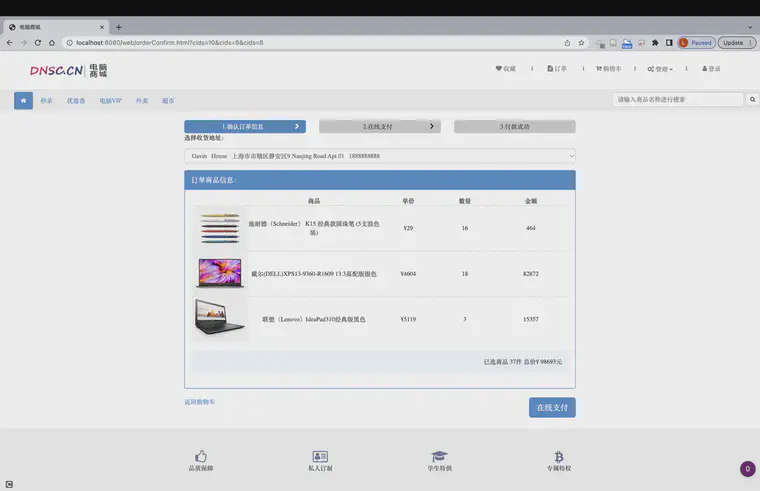 电脑商城
localhost:8080/web/orderConfirm.html?cids=10&cids=9&cids=8
L Paused
Update
DNSC.CN 电脑商城
收藏
订单
购物车
管理
登录
秒杀
优惠券
电脑VIP
外卖
超市
请输入商品名称进行搜索
1.确认订单信息
2.在线支付
3.付款成功
选择收货地址:
Gavin House 上海市市辖区静安区9 Nanjing Road Apt 01 1888888888
订单商品信息:
商品 单价 数量 金额
施耐德（Schneider） K15 经典款圆珠笔 (5支混色装) ¥29 16 464
戴尔(DELL)XPS13-9360-R1609 13.3高配版银色 ¥4604 18 82872
联想（Lenovo）IdeaPad310经典版黑色 ¥5119 3 15357
已选商品 37件 总价¥ 98693元
返回购物车
在线支付
品质保障
私人订制
学生特供
专属特权
0